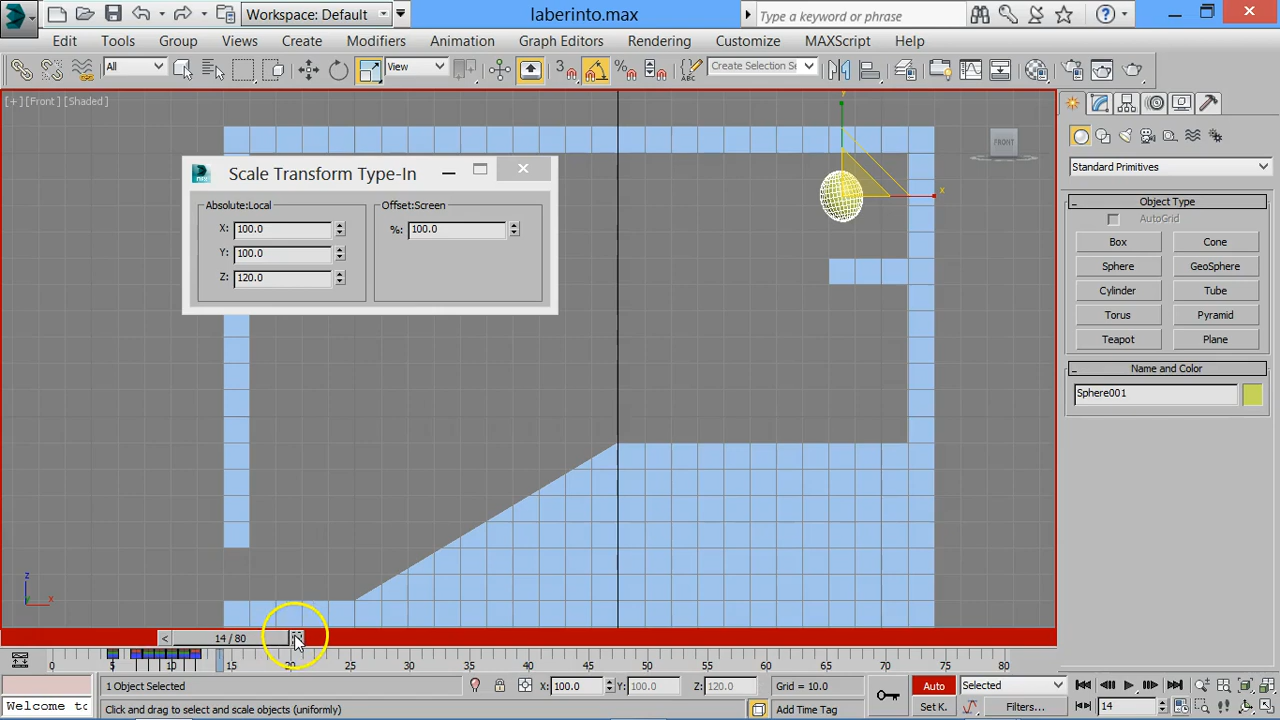 Workspace: Default
laberinto.max
Type a keyword or phrase
Edit Tools Group Views Create Modifiers Animation Graph Editors Rendering Customize MAXScript Help
All
View
3
Create Selection Se
[+] [Front] [Shaded]
FRONT
y
x
Scale Transform Type-In
Absolute:Local
X: 100.0
Y: 100.0
Z: 120.0
Offset:Screen
%: 100.0
Standard Primitives
Object Type
AutoGrid
Box Cone
Sphere GeoSphere
Cylinder Tube
Torus Pyramid
Teapot Plane
Name and Color
Sphere001
z
x
< 14 / 80
0 5 10 15 20 25 30 35 40 45 50 55 60 65 70 75 80
1 Object Selected
X: 100.0 Y: 100.0 Z: 120.0
Grid = 10.0
Auto
Selected
Welcome to
Click and drag to select and scale objects (uniformly)
Add Time Tag
Set K.
Filters...
14